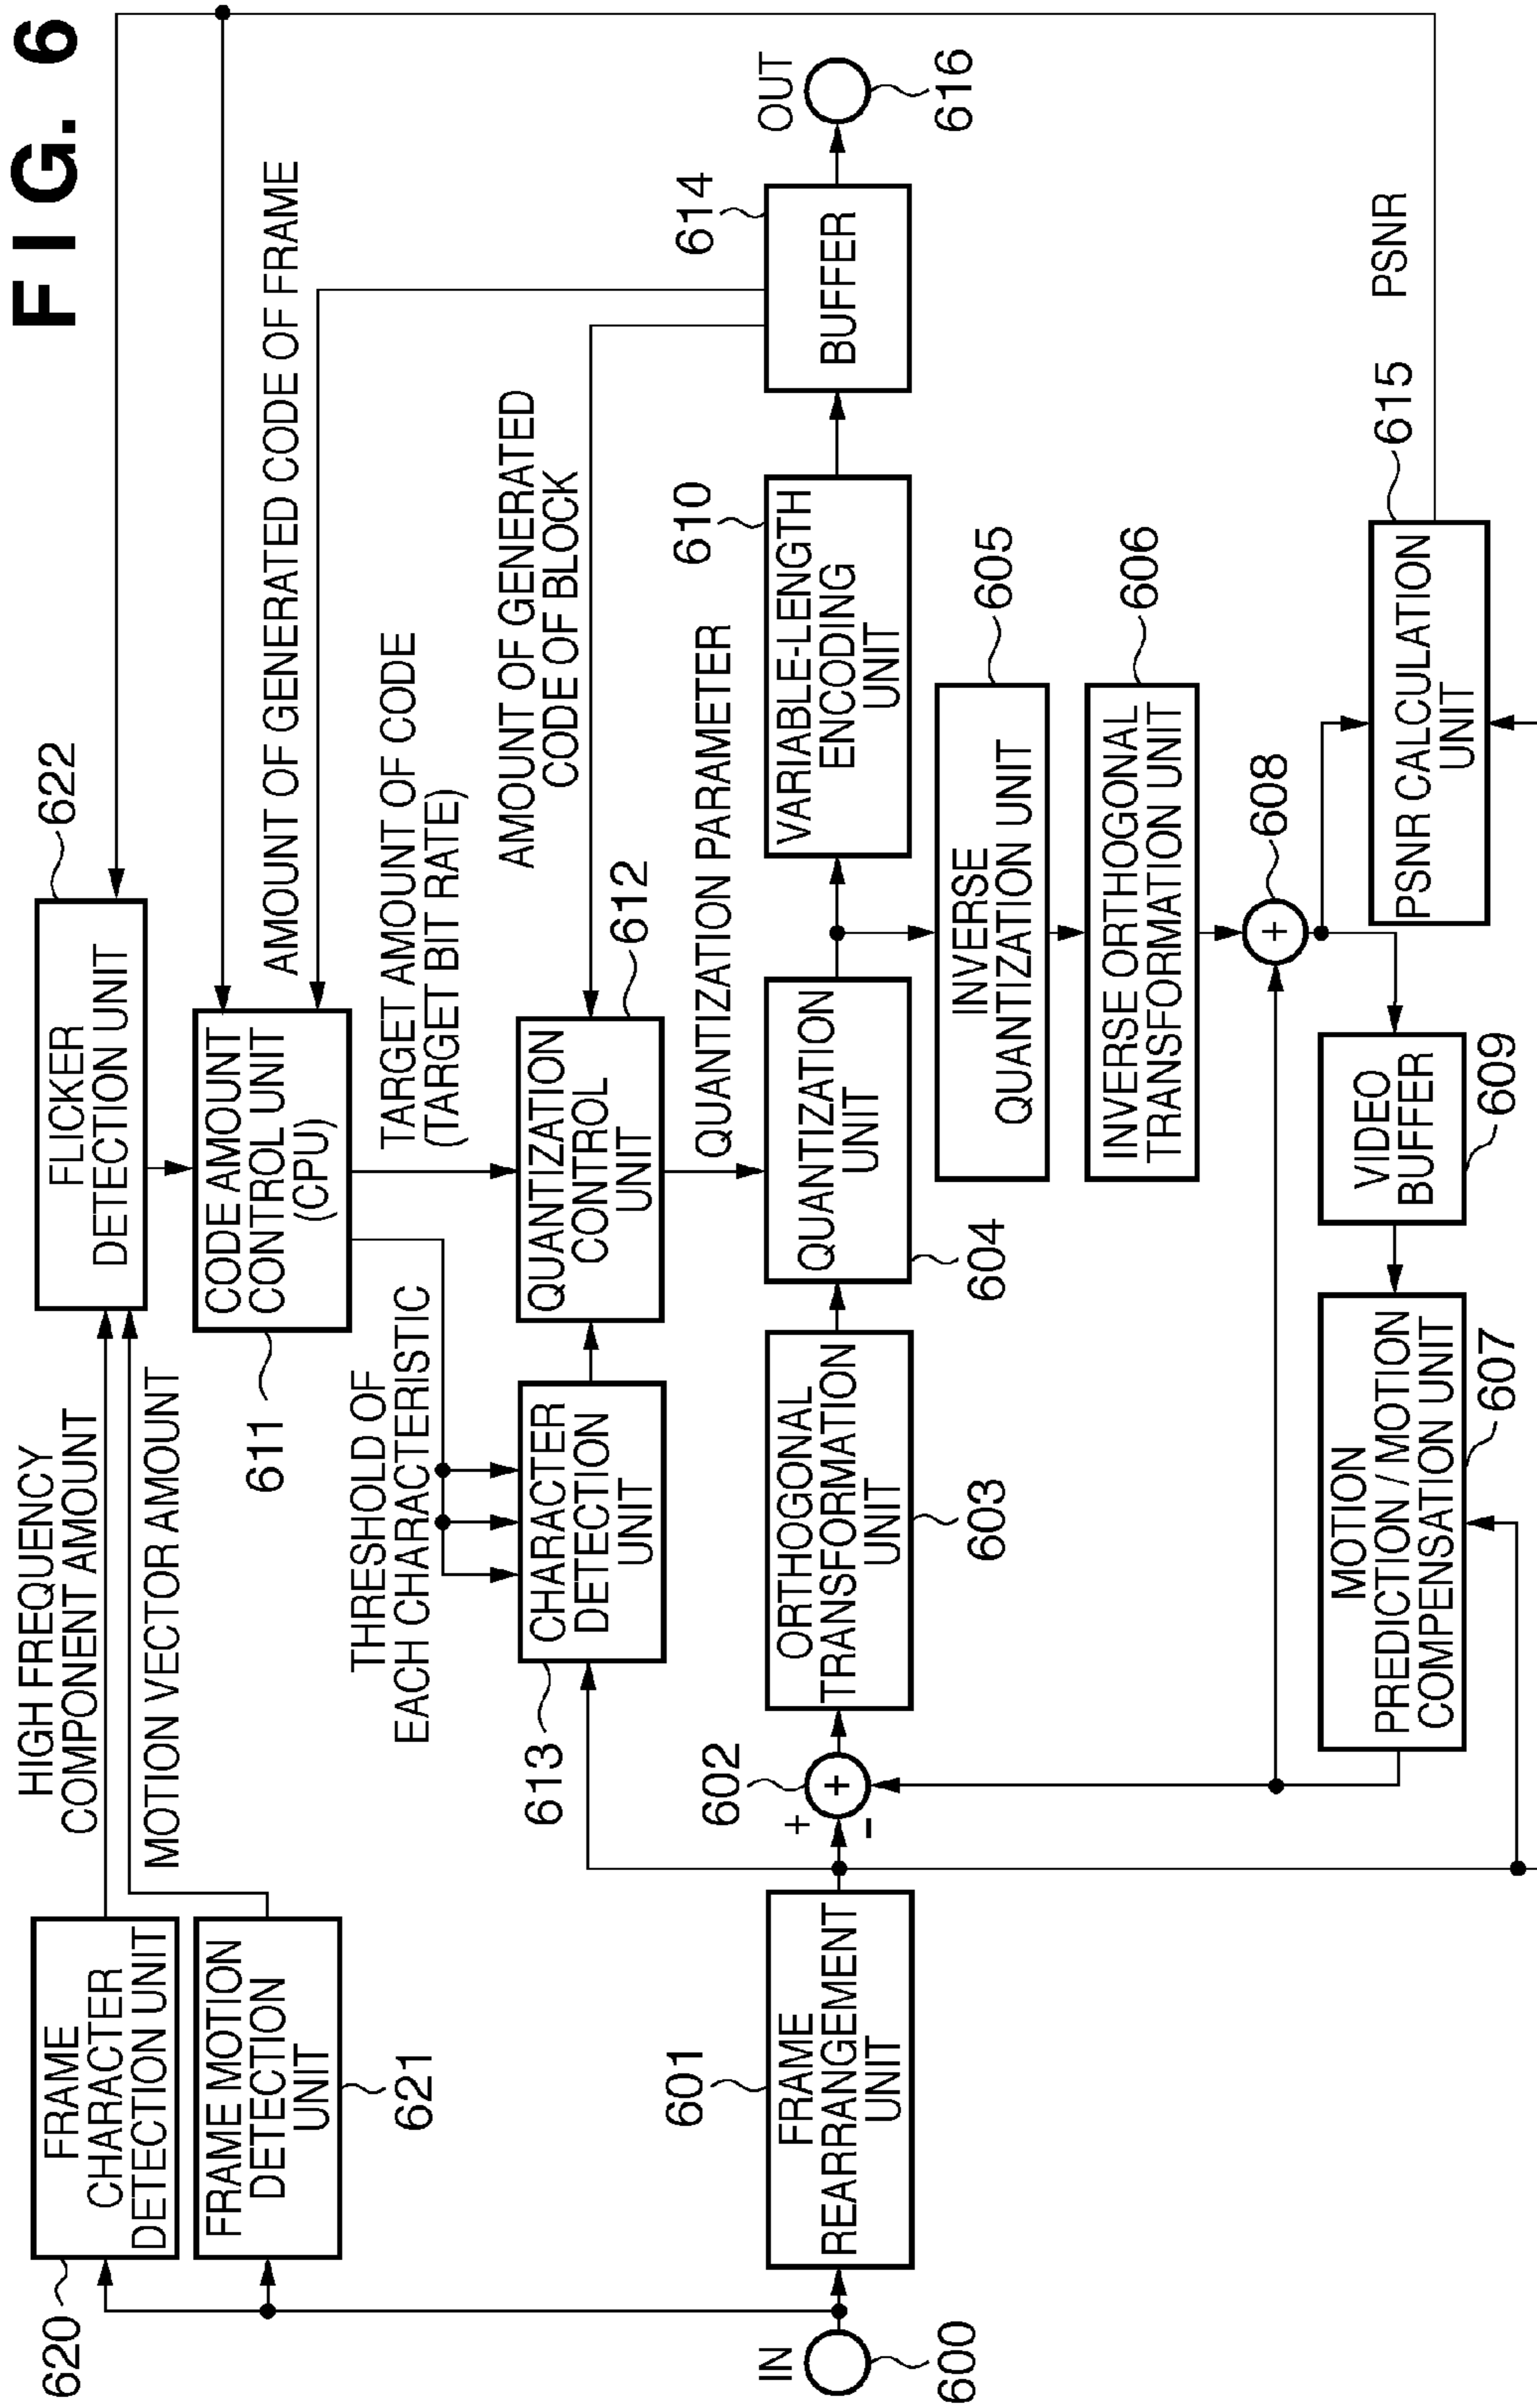 FIG. 6
HIGH FREQUENCY
COMPONENT AMOUNT
MOTION VECTOR AMOUNT
FRAME
CHARACTER
DETECTION UNIT
620
FRAME MOTION
DETECTION
UNIT
621
FLICKER
DETECTION UNIT
622
CODE AMOUNT
CONTROL UNIT
(CPU)
611
AMOUNT OF GENERATED CODE OF FRAME
THRESHOLD OF
EACH CHARACTERISTIC
TARGET AMOUNT OF CODE
(TARGET BIT RATE)
AMOUNT OF GENERATED
CODE OF BLOCK
CHARACTER
DETECTION
UNIT
613
QUANTIZATION
CONTROL
UNIT
612
QUANTIZATION PARAMETER
IN
600
FRAME
REARRANGEMENT
UNIT
601
+
-
+
602
ORTHOGONAL
TRANSFORMATION
UNIT
603
QUANTIZATION
UNIT
604
VARIABLE-LENGTH
ENCODING
UNIT
610
BUFFER
614
OUT
616
INVERSE
QUANTIZATION UNIT
605
INVERSE ORTHOGONAL
TRANSFORMATION UNIT
606
+
608
MOTION
PREDICTION / MOTION
COMPENSATION UNIT
607
VIDEO
BUFFER
609
PSNR CALCULATION
UNIT
615
PSNR